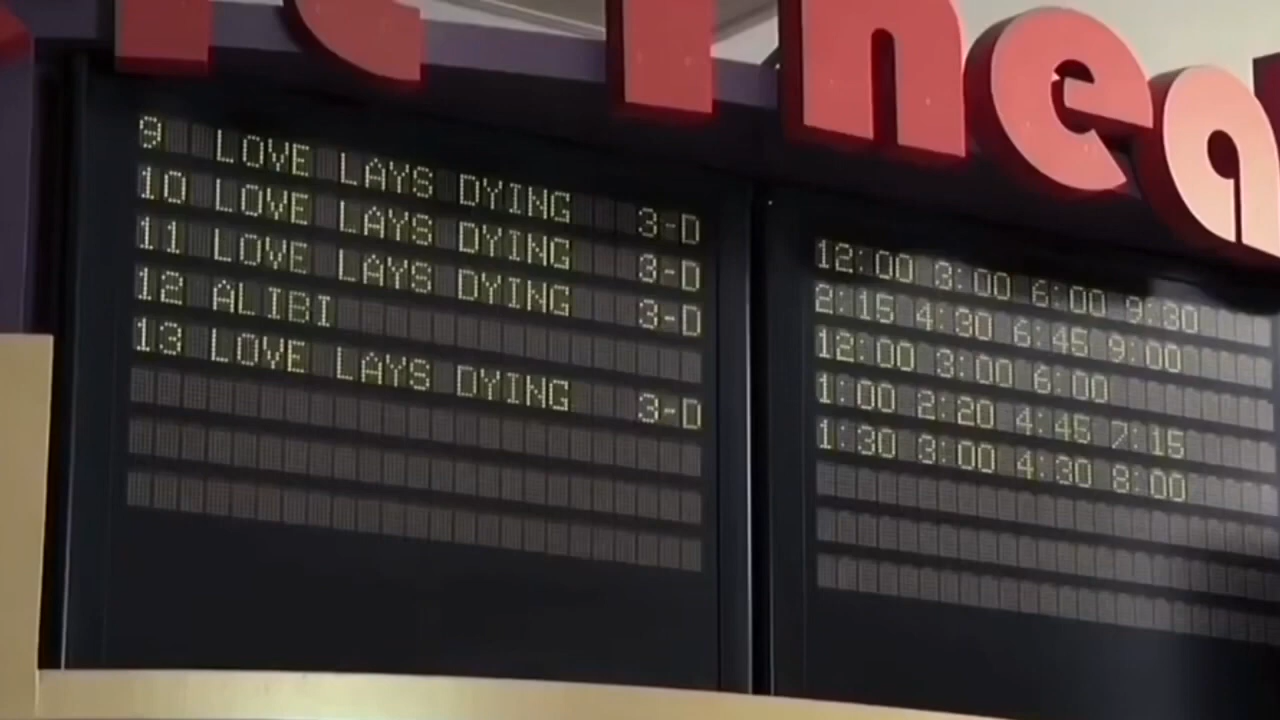 Thea
9 LOVE LAYS DYING 3-D 12:00 3:00 6:00 9:30
10 LOVE LAYS DYING 3-D 2:15 4:30 6:45 9:00
11 LOVE LAYS DYING 3-D 12:00 3:00 6:00
12 ALIBI 1:00 2:20 4:45 7:15
13 LOVE LAYS DYING 3-D 1:30 3:00 4:30 8:00